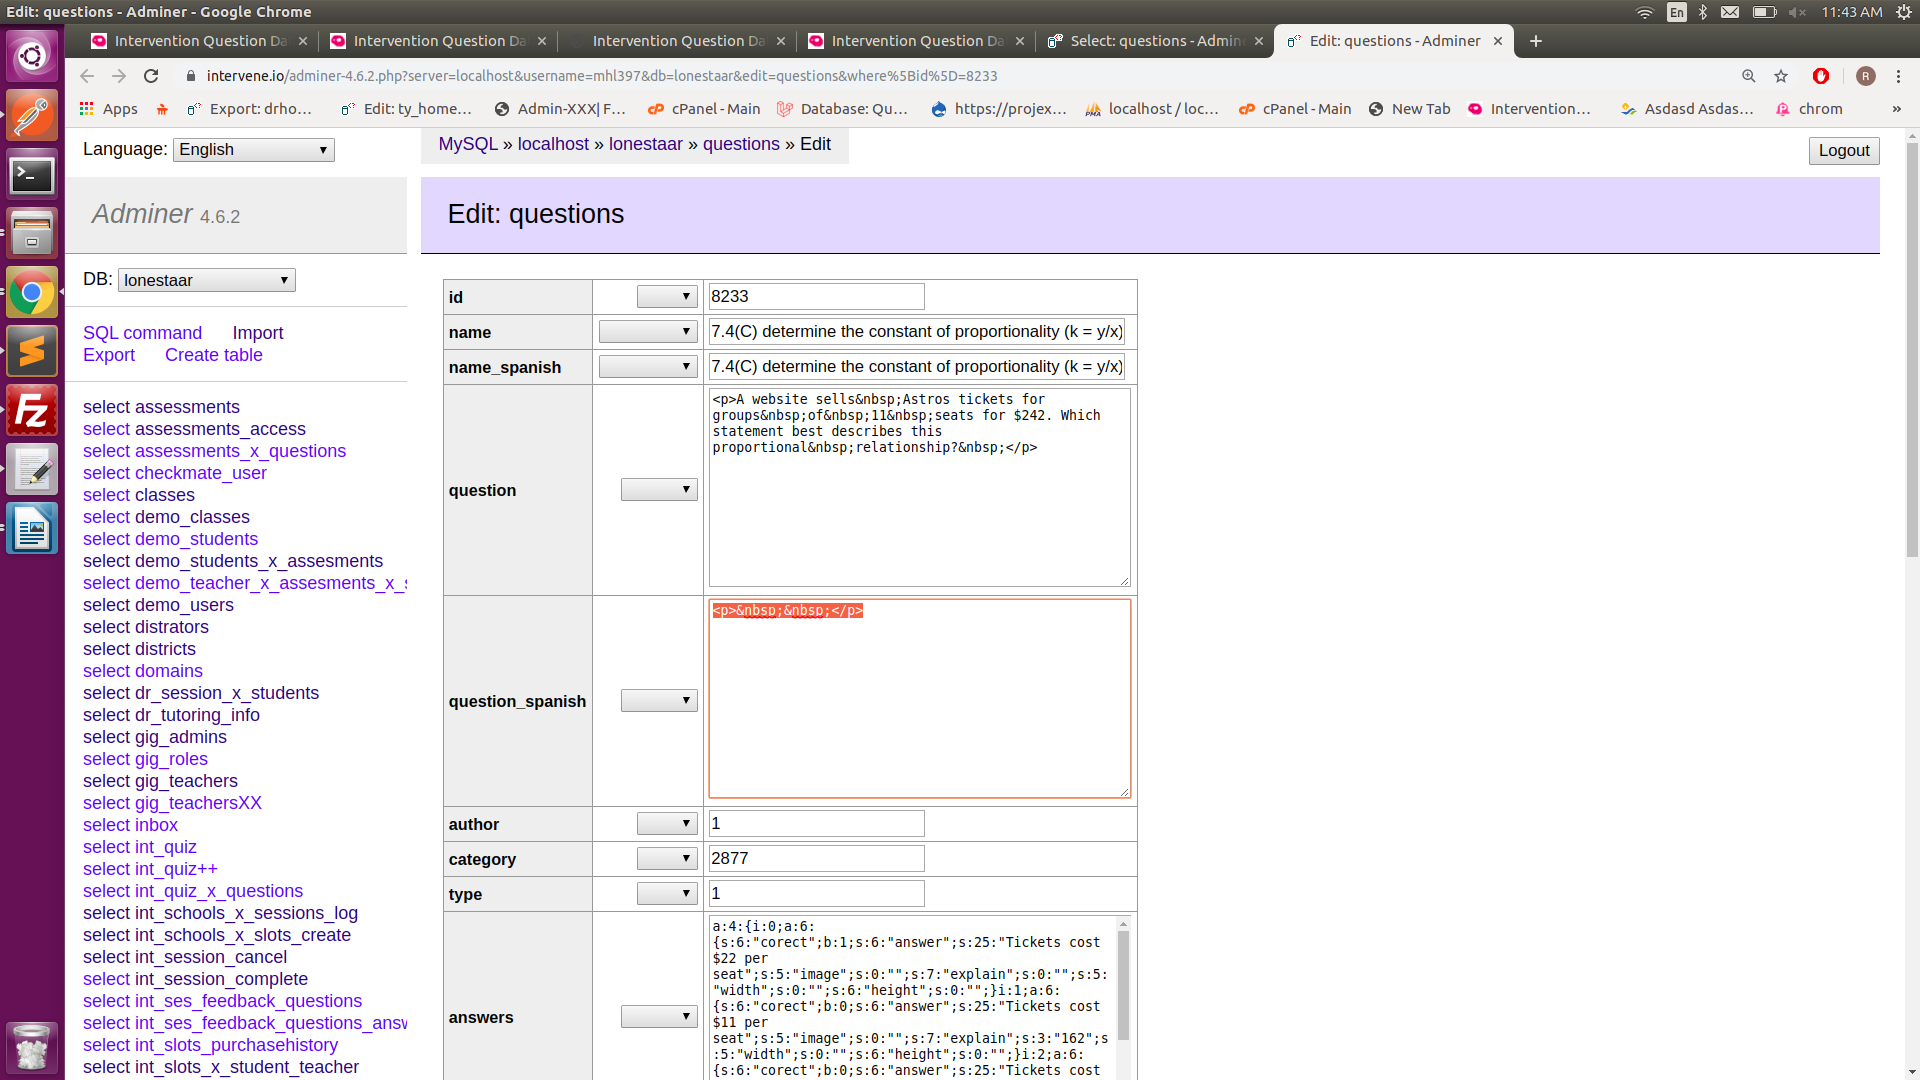 Edit: questions - Adminer - Google Chrome
En
11:43 AM
Intervention Question Da
Intervention Question Da
Intervention Question Da
Intervention Question Da
Select: questions - Admin
Edit: questions - Adminer
intervene.io/adminer-4.6.2.php?server=localhost&username=mhl397&db=lonestaar&edit=questions&where%5Bid%5D=8233
R
Apps
Export: drho...
Edit: ty_home...
Admin-XXX| F...
cPanel - Main
Database: Qu...
https://projex...
localhost / loc...
cPanel - Main
New Tab
Intervention...
Asdasd Asdas...
chrom
»
Language: English
MySQL » localhost » lonestaar » questions » Edit
Logout
Adminer 4.6.2
Edit: questions
DB: lonestaar
SQL command Import
Export Create table
select assessments
select assessments_access
select assessments_x_questions
select checkmate_user
select classes
select demo_classes
select demo_students
select demo_students_x_assesments
select demo_teacher_x_assesments_x_s
select demo_users
select distrators
select districts
select domains
select dr_session_x_students
select dr_tutoring_info
select gig_admins
select gig_roles
select gig_teachers
select gig_teachersXX
select inbox
select int_quiz
select int_quiz++
select int_quiz_x_questions
select int_schools_x_sessions_log
select int_schools_x_slots_create
select int_session_cancel
select int_session_complete
select int_ses_feedback_questions
select int_ses_feedback_questions_answ
select int_slots_purchasehistory
select int_slots_x_student_teacher
id 8233
name 7.4(C) determine the constant of proportionality (k = y/x)
name_spanish 7.4(C) determine the constant of proportionality (k = y/x)
question
<p>A website sells&nbsp;Astros tickets for
groups&nbsp;of&nbsp;11&nbsp;seats for $242. Which
statement best describes this
proportional&nbsp;relationship?&nbsp;</p>
question_spanish
<p>&nbsp;&nbsp;</p>
author 1
category 2877
type 1
answers
a:4:{i:0;a:6:
{s:6:"corect";b:1;s:6:"answer";s:25:"Tickets cost
$22 per
seat";s:5:"image";s:0:"";s:7:"explain";s:0:"";s:5:
"width";s:0:"";s:6:"height";s:0:"";}i:1;a:6:
{s:6:"corect";b:0;s:6:"answer";s:25:"Tickets cost
$11 per
seat";s:5:"image";s:0:"";s:7:"explain";s:3:"162";s
:5:"width";s:0:"";s:6:"height";s:0:"";}i:2;a:6:
{s:6:"corect";b:0;s:6:"answer";s:25:"Tickets cost